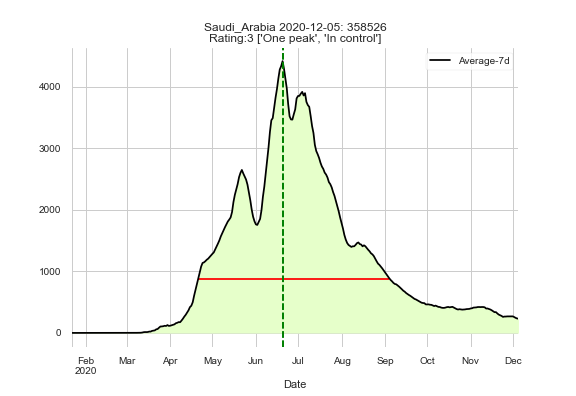 Saudi_Arabia 2020-12-05: 358526
Rating:3 ['One peak', 'In control']
Average-7d
4000
3000
2000
1000
0
Feb Mar Apr May Jun Jul Aug Sep Oct Nov Dec
2020
Date